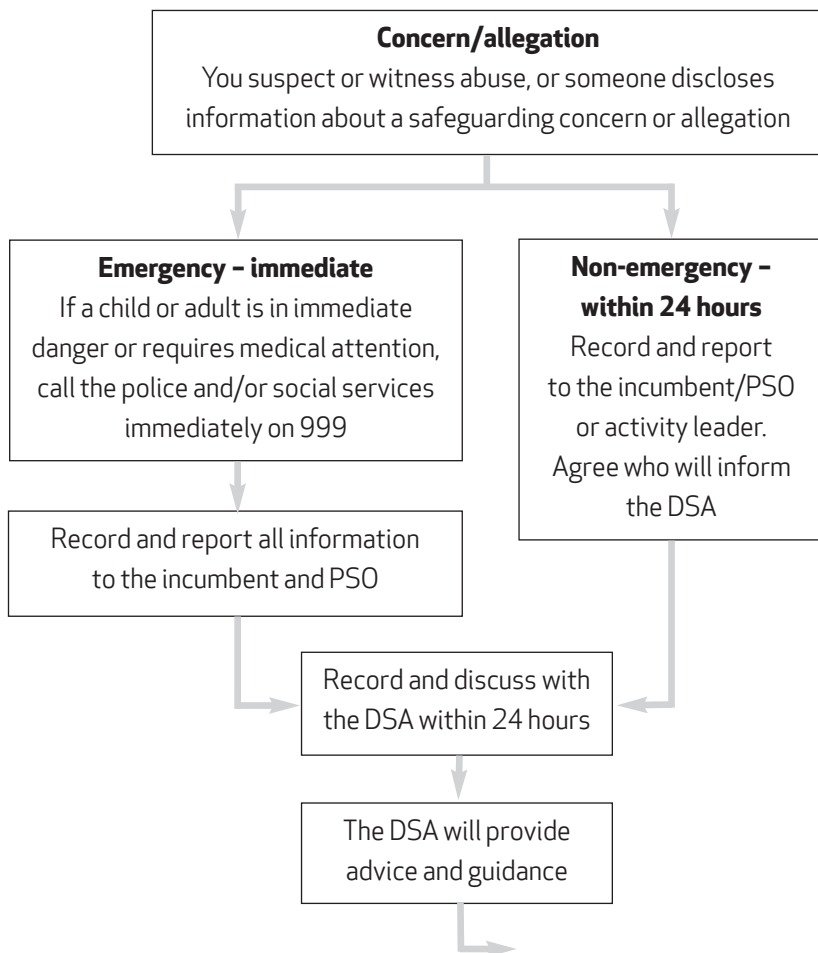 Concern/allegation
You suspect or witness abuse, or someone discloses
information about a safeguarding concern or allegation
Emergency – immediate
If a child or adult is in immediate
danger or requires medical attention,
call the police and/or social services
immediately on 999
Non-emergency –
within 24 hours
Record and report
to the incumbent/PSO
or activity leader.
Agree who will inform
the DSA
Record and report all information
to the incumbent and PSO
Record and discuss with
the DSA within 24 hours
The DSA will provide
advice and guidance